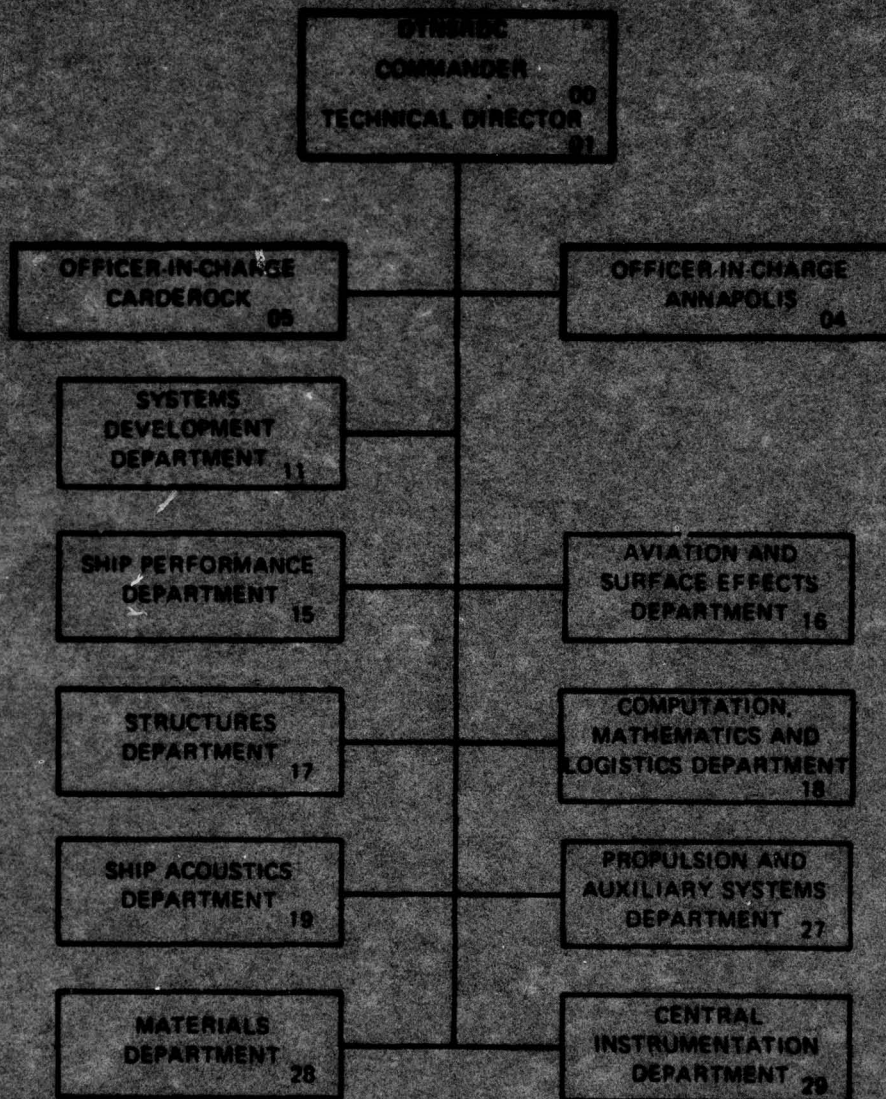 DTNSRDC
COMMANDER
00
TECHNICAL DIRECTOR
01
OFFICER-IN-CHARGE
CARDEROCK
05
OFFICER-IN-CHARGE
ANNAPOLIS
04
SYSTEMS
DEVELOPMENT
DEPARTMENT
11
SHIP PERFORMANCE
DEPARTMENT
15
AVIATION AND
SURFACE EFFECTS
DEPARTMENT
16
STRUCTURES
DEPARTMENT
17
COMPUTATION,
MATHEMATICS AND
LOGISTICS DEPARTMENT
18
SHIP ACOUSTICS
DEPARTMENT
19
PROPULSION AND
AUXILIARY SYSTEMS
DEPARTMENT
27
MATERIALS
DEPARTMENT
28
CENTRAL
INSTRUMENTATION
DEPARTMENT
29